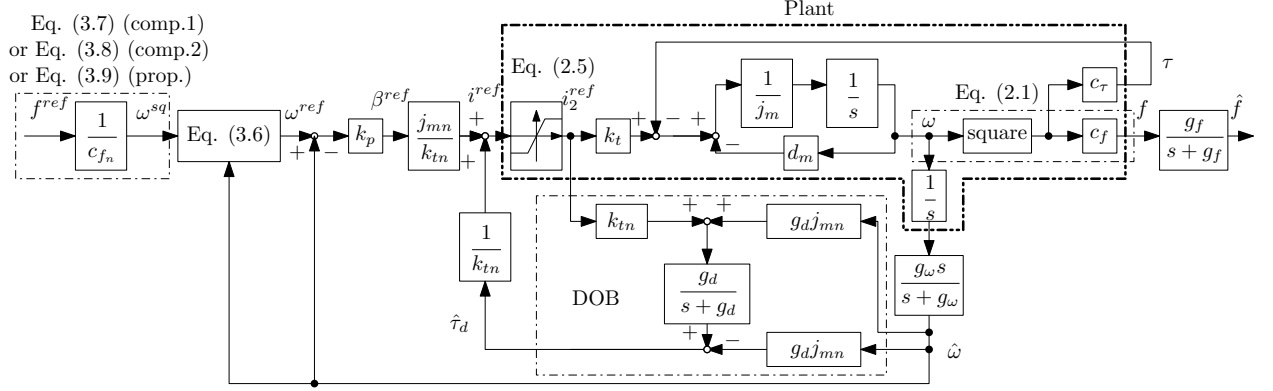 Plant
Eq. (3.7) (comp.1)
or Eq. (3.8) (comp.2)
or Eq. (3.9) (prop.)
Eq. (2.5)
Eq. (2.1)
f^{ref}
1
c_{f_n}
ω^{sq}
Eq. (3.6)
ω^{ref}
+
−
k_p
β^{ref}
j_{mn}
k_{tn}
i^{ref}
+
+
i_2^{ref}
k_t
+
−
−
+
−
1
j_m
1
s
d_m
ω
square
c_τ
τ
c_f
f
g_f
s + g_f
f̂
1
s
k_{tn}
+
+
g_d j_{mn}
1
k_{tn}
DOB
g_d
s + g_d
g_ω s
s + g_ω
τ̂_d
+
−
g_d j_{mn}
ω̂